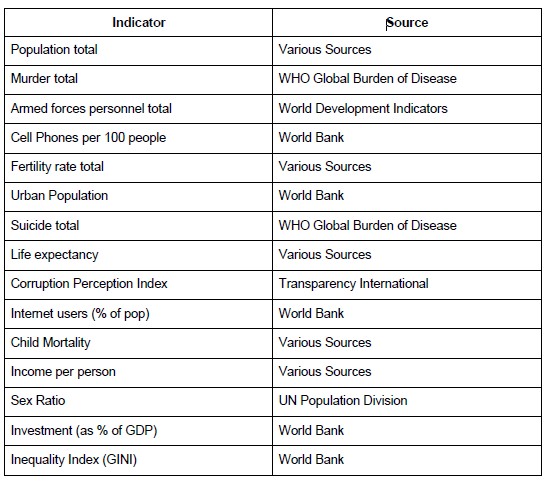 Indicator Source
Population total Various Sources
Murder total WHO Global Burden of Disease
Armed forces personnel total World Development Indicators
Cell Phones per 100 people World Bank
Fertility rate total Various Sources
Urban Population World Bank
Suicide total WHO Global Burden of Disease
Life expectancy Various Sources
Corruption Perception Index Transparency International
Internet users (% of pop) World Bank
Child Mortality Various Sources
Income per person Various Sources
Sex Ratio UN Population Division
Investment (as % of GDP) World Bank
Inequality Index (GINI) World Bank